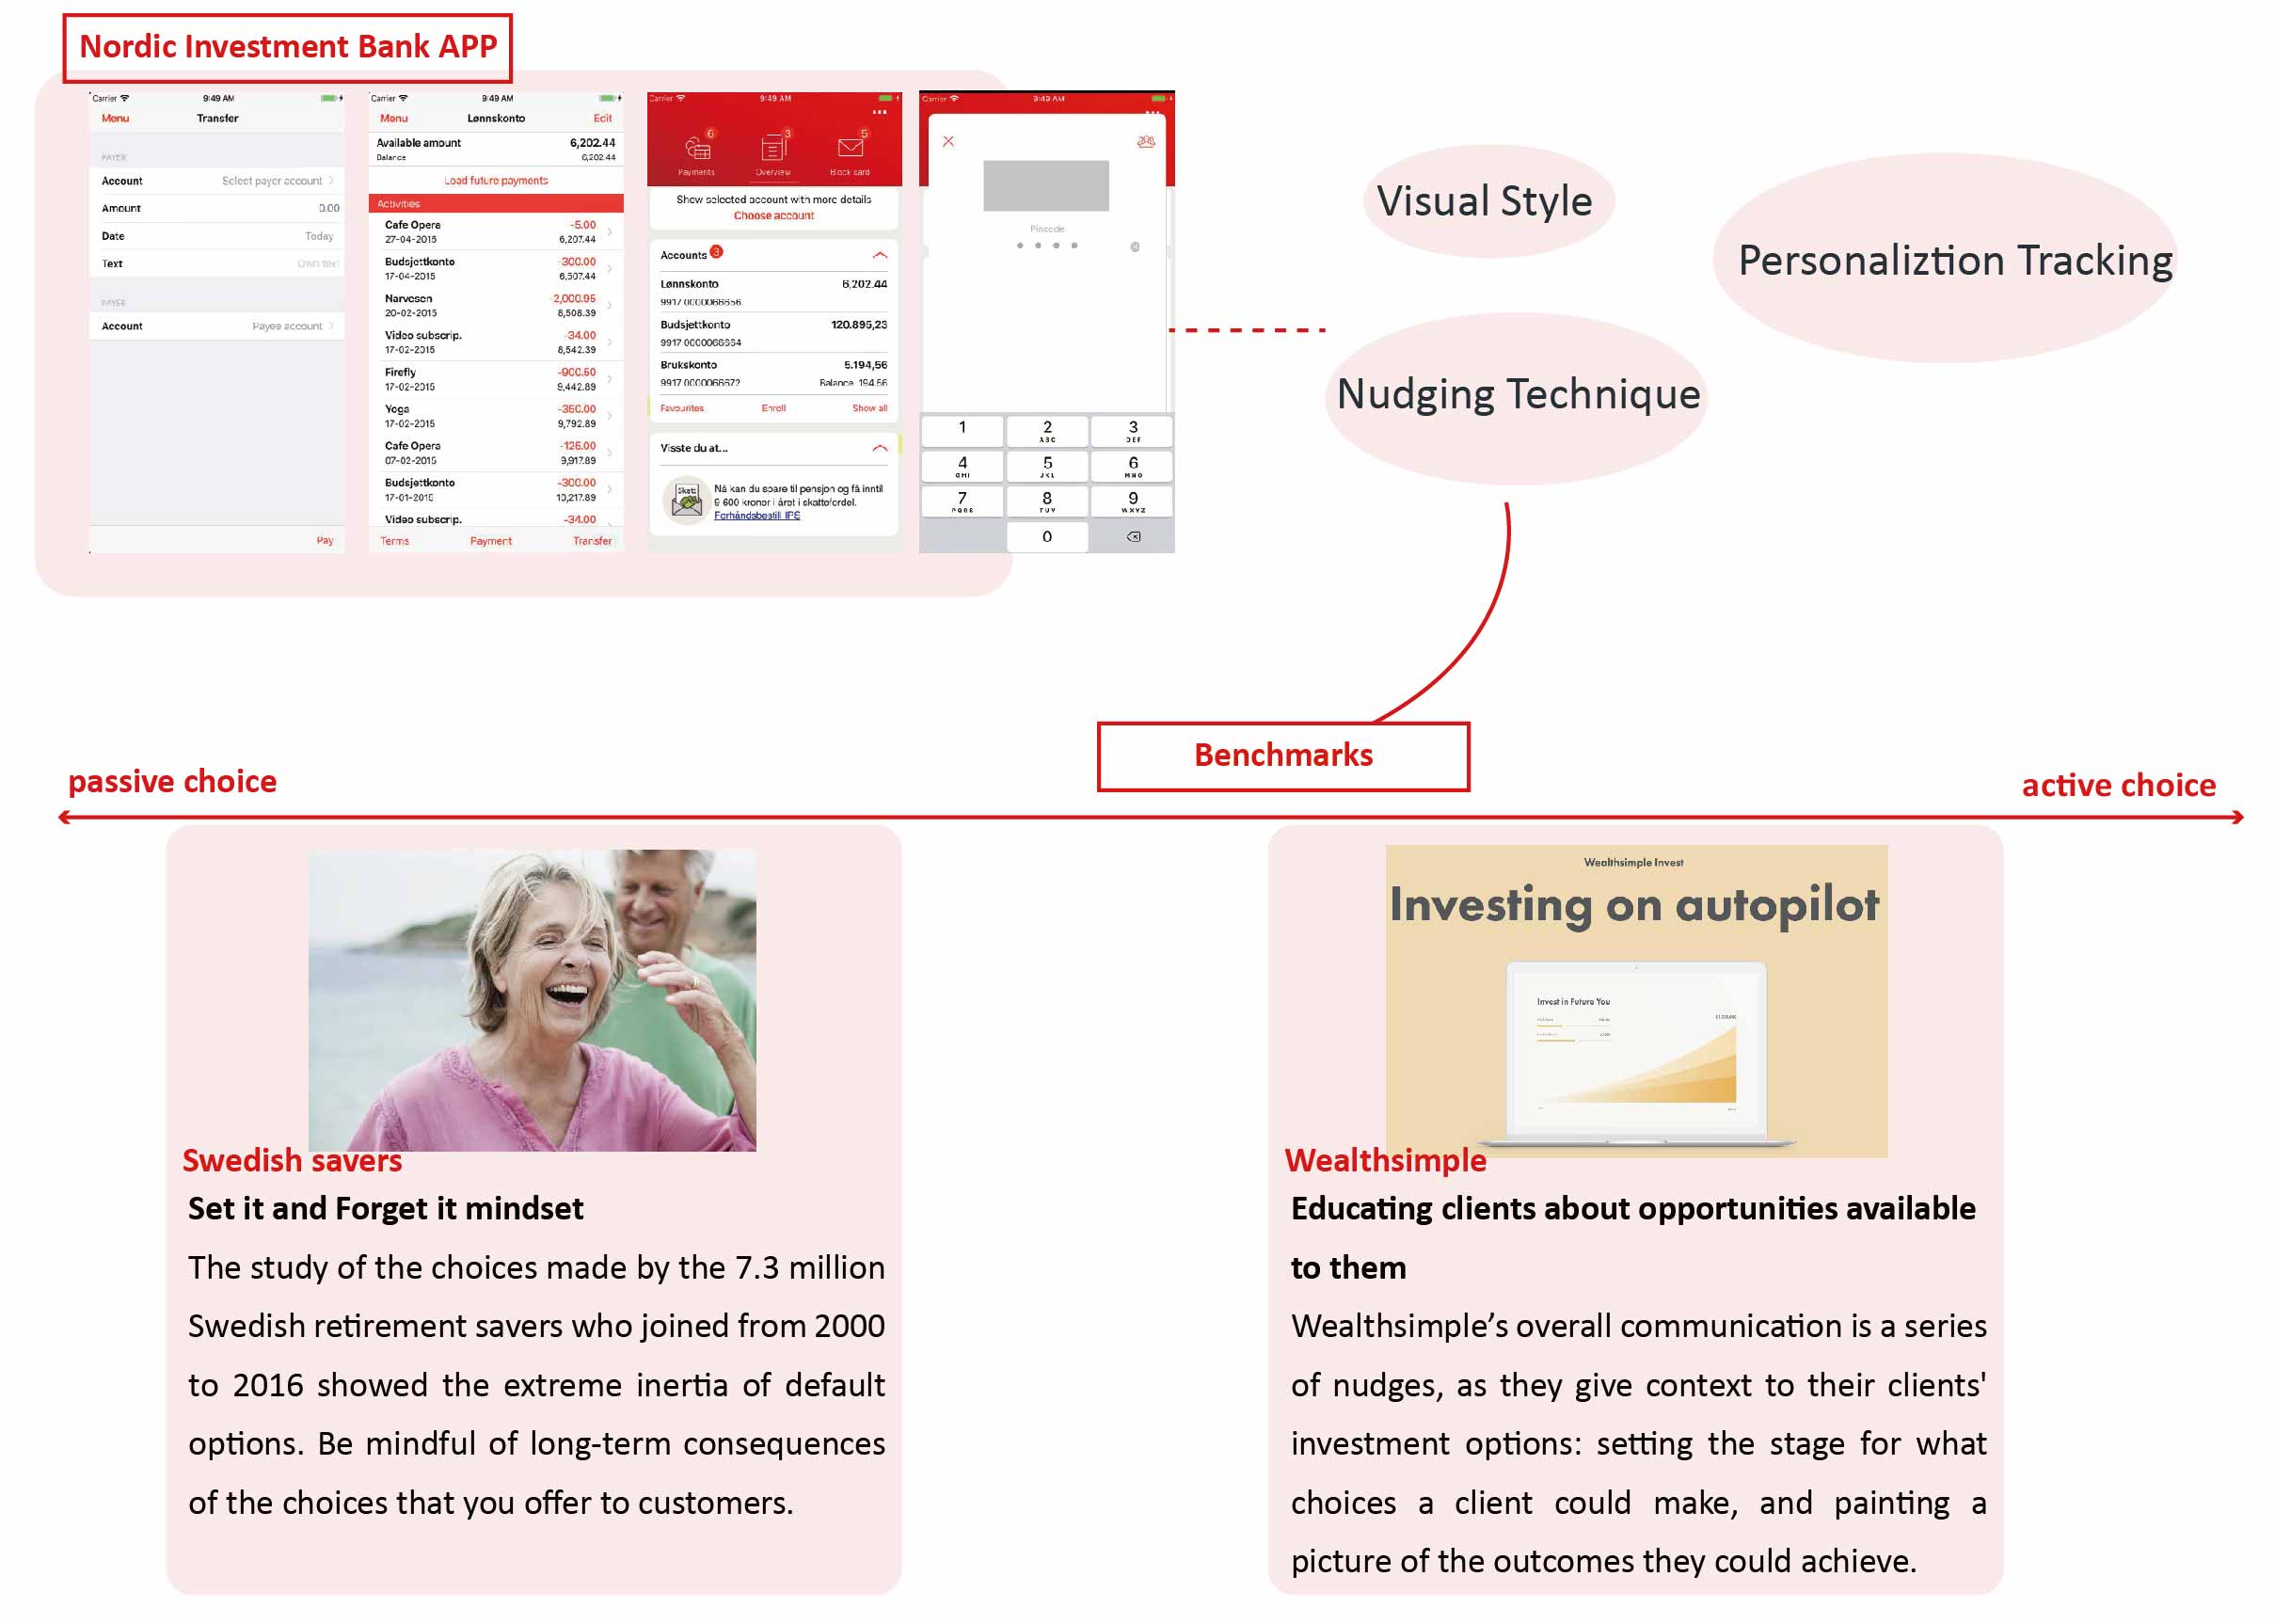 Nordic Investment Bank APP
Carrier 9:49 AM
Menu Transfer
PAYER
Account Select payer account
Amount 0.00
Date Today
Text Own text
PAYEE
Account Payee account
Pay
Carrier 9:49 AM
Menu Lønnskonto Edit
Available amount 6,202.44
Balance 6,202.44
Load future payments
Activities
Cafe Opera -5.00
27-04-2015 6,207.44
Budsjettkonto -300.00
17-04-2015 6,507.44
Narvesen -2,000.95
20-02-2015 8,508.39
Video subscrip. -34.00
17-02-2015 8,542.39
Firefly -900.50
17-02-2015 9,442.89
Yoga -350.00
17-02-2015 9,792.89
Cafe Opera -125.00
07-02-2015 9,917.89
Budsjettkonto -300.00
17-01-2015 10,217.89
Video subscrip. -34.00
Terms Payment Transfer
Carrier 9:49 AM
6 3 5
Payments Overview Block card
Show selected account with more details
Choose account
Accounts 3
Lønnskonto 6,202.44
9917 0000066656
Budsjettkonto 120.895,23
9917 0000066664
Brukskonto 5.194,56
9917 0000066672 Balance 194.56
Favourites Enroll Show all
Visste du at...
Skatt
Nå kan du spare til pensjon og få inntil
9 600 kroner i året i skattefordel.
Forhåndsbestill IPS
Carrier 9:49 AM
Pincode
1 2 3
ABC DEF
4 5 6
GHI JKL MNO
7 8 9
PQRS TUV WXYZ
0
Visual Style
Personaliztion Tracking
Nudging Technique
Benchmarks
passive choice
active choice
Swedish savers
Set it and Forget it mindset
The study of the choices made by the 7.3 million
Swedish retirement savers who joined from 2000
to 2016 showed the extreme inertia of default
options. Be mindful of long-term consequences
of the choices that you offer to customers.
Wealthsimple Invest
Investing on autopilot
Invest in Future You
Wealthsimple
Educating clients about opportunities available
to them
Wealthsimple’s overall communication is a series
of nudges, as they give context to their clients'
investment options: setting the stage for what
choices a client could make, and painting a
picture of the outcomes they could achieve.